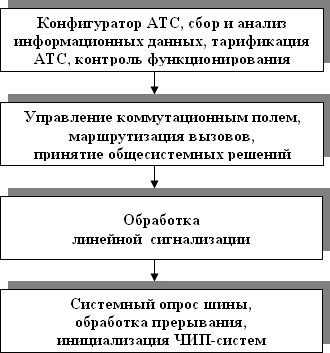 Конфигуратор АТС, сбор и анализ
информационных данных, тарификация
АТС, контроль функционирования
Управление коммутационным полем,
маршрутизация вызовов,
принятие общесистемных решений
Обработка
линейной сигнализации
Системный опрос шины,
обработка прерывания,
инициализация ЧИП-систем